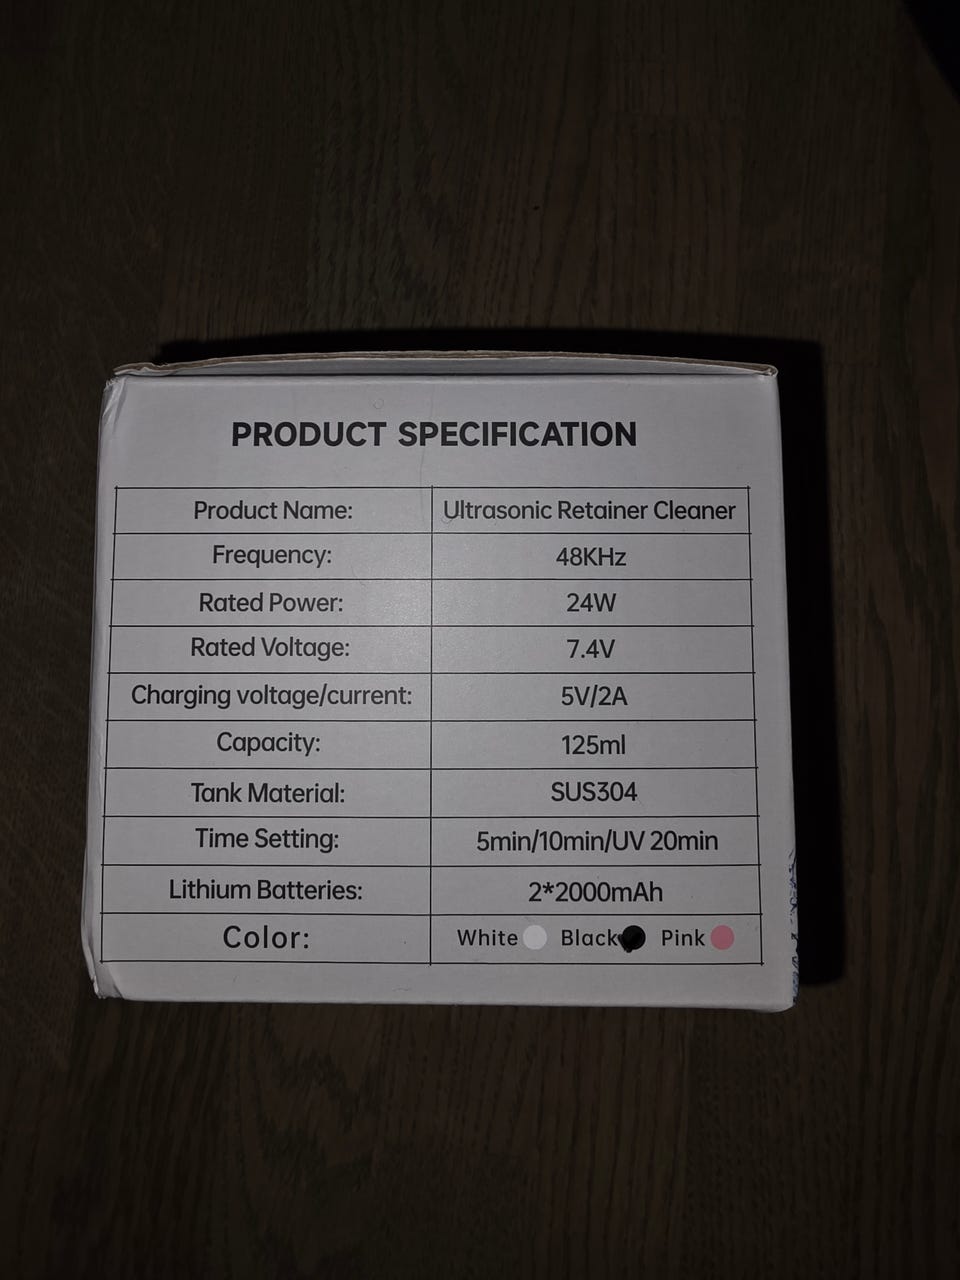 PRODUCT SPECIFICATION
Product Name: Ultrasonic Retainer Cleaner
Frequency: 48KHz
Rated Power: 24W
Rated Voltage: 7.4V
Charging voltage/current: 5V/2A
Capacity: 125ml
Tank Material: SUS304
Time Setting: 5min/10min/UV 20min
Lithium Batteries: 2*2000mAh
Color: White Black Pink